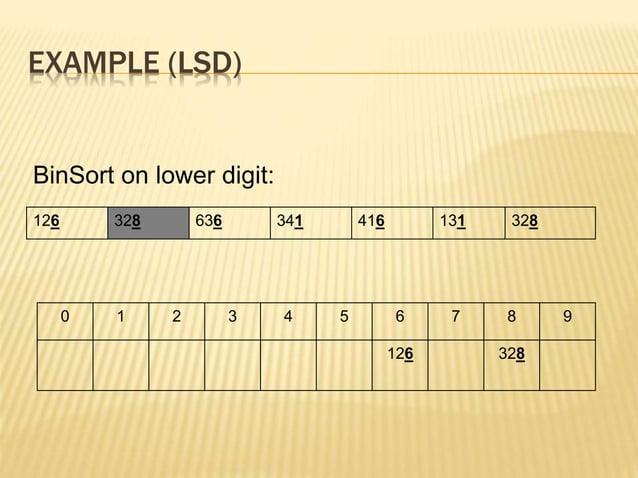 EXAMPLE (LSD)
BinSort on lower digit:
126 328 636 341 416 131 328
0 1 2 3 4 5 6 7 8 9
126 328